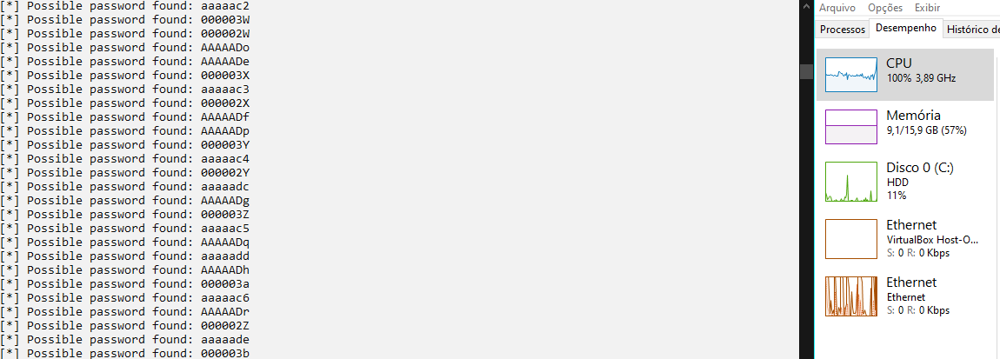 [*] Possible password found: aaaaac2
[*] Possible password found: 000003W
[*] Possible password found: 000002W
[*] Possible password found: AAAAADo
[*] Possible password found: AAAAADe
[*] Possible password found: 000003X
[*] Possible password found: aaaaac3
[*] Possible password found: 000002X
[*] Possible password found: AAAAADf
[*] Possible password found: AAAAADp
[*] Possible password found: 000003Y
[*] Possible password found: aaaaac4
[*] Possible password found: 000002Y
[*] Possible password found: aaaaadc
[*] Possible password found: AAAAADg
[*] Possible password found: 000003Z
[*] Possible password found: aaaaac5
[*] Possible password found: AAAAADq
[*] Possible password found: aaaaadd
[*] Possible password found: AAAAADh
[*] Possible password found: 000003a
[*] Possible password found: aaaaac6
[*] Possible password found: AAAAADr
[*] Possible password found: 000002Z
[*] Possible password found: aaaaade
[*] Possible password found: 000003b
Arquivo Opções Exibir
Processos Desempenho Histórico de
CPU
100% 3,89 GHz
Memória
9,1/15,9 GB (57%)
Disco 0 (C:)
HDD
11%
Ethernet
VirtualBox Host-O...
S: 0 R: 0 Kbps
Ethernet
Ethernet
S: 0 R: 0 Kbps